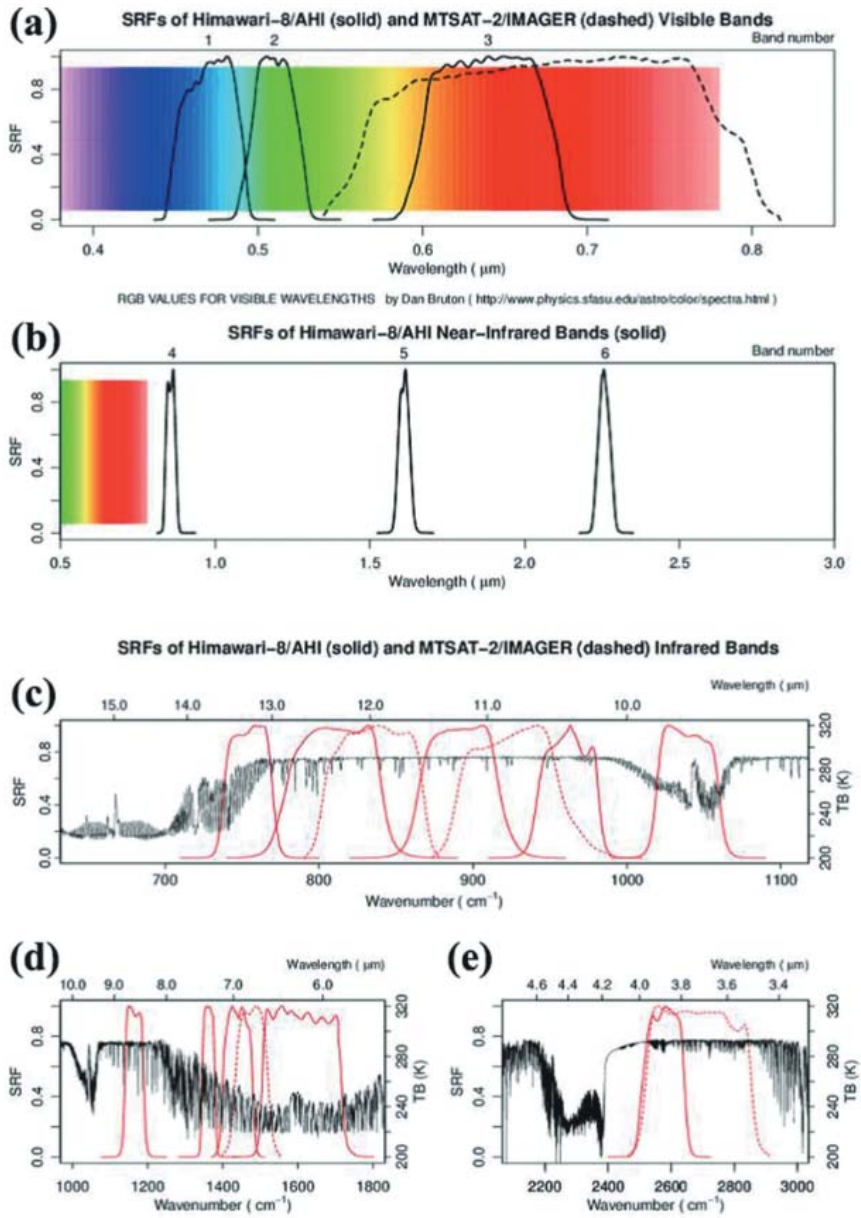 (a)
SRFs of Himawari–8/AHI (solid) and MTSAT–2/IMAGER (dashed) Visible Bands
1 2 3 Band number
SRF
0.8
0.4
0.0
0.4 0.5 0.6 0.7 0.8
Wavelength ( μm)
RGB VALUES FOR VISIBLE WAVELENGTHS by Dan Bruton ( http://www.physics.sfasu.edu/astro/color/spectra.html )
(b)
SRFs of Himawari–8/AHI Near–Infrared Bands (solid)
4 5 6 Band number
SRF
0.8
0.4
0.0
0.5 1.0 1.5 2.0 2.5 3.0
Wavelength ( μm)
SRFs of Himawari–8/AHI (solid) and MTSAT–2/IMAGER (dashed) Infrared Bands
(c)
Wavelength ( μm)
15.0 14.0 13.0 12.0 11.0 10.0
SRF
0.8
0.4
0.0
320
280
240
200
TB (K)
700 800 900 1000 1100
Wavenumber ( cm⁻¹)
(d)
Wavelength ( μm)
10.0 9.0 8.0 7.0 6.0
SRF
0.8
0.4
0.0
320
280
240
200
TB (K)
1000 1200 1400 1600 1800
Wavenumber ( cm⁻¹)
(e)
Wavelength ( μm)
4.6 4.4 4.2 4.0 3.8 3.6 3.4
SRF
0.8
0.4
0.0
320
280
240
200
TB (K)
2200 2400 2600 2800 3000
Wavenumber ( cm⁻¹)